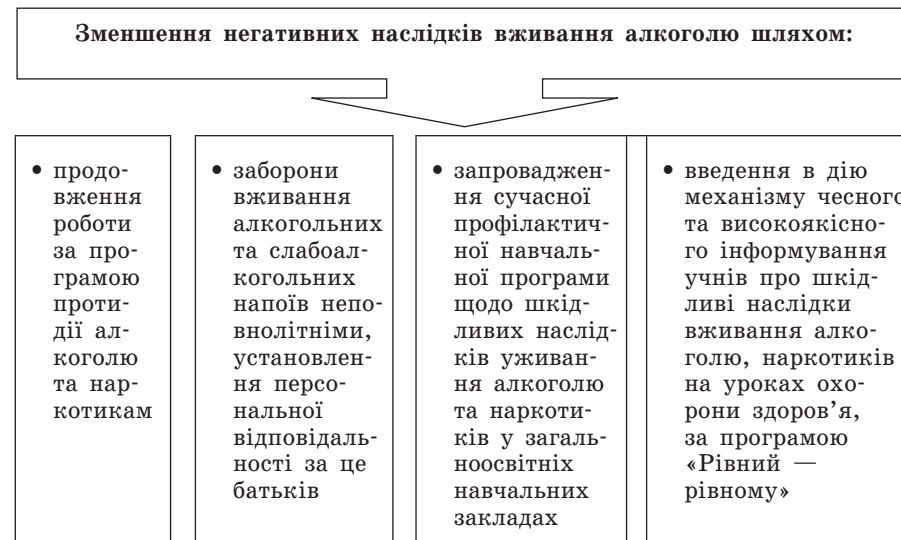 Зменшення негативних наслідків вживання алкоголю шляхом:
• продо-
вження
роботи
за про-
грамою
проти-
дії ал-
коголю
та нар-
котикам
• заборони
вживання
алкогольних
та слабоал-
когольних
напоїв непо-
внолітніми,
установлен-
ня персо-
нальної
відповідаль-
ності за це
батьків
• запроваджен-
ня сучасної
профілактич-
ної навчаль-
ної програми
щодо шкід-
ливих наслід-
ків уживан-
ня алкоголю
та наркоти-
ків у загаль-
ноосвітніх
навчальних
закладах
• введення в дію
механізму чесного
та високоякісно-
го інформування
учнів про шкід-
ливі наслідки
вживання алко-
голю, наркотиків
на уроках охо-
рони здоров’я,
за програмою
«Рівний —
рівному»